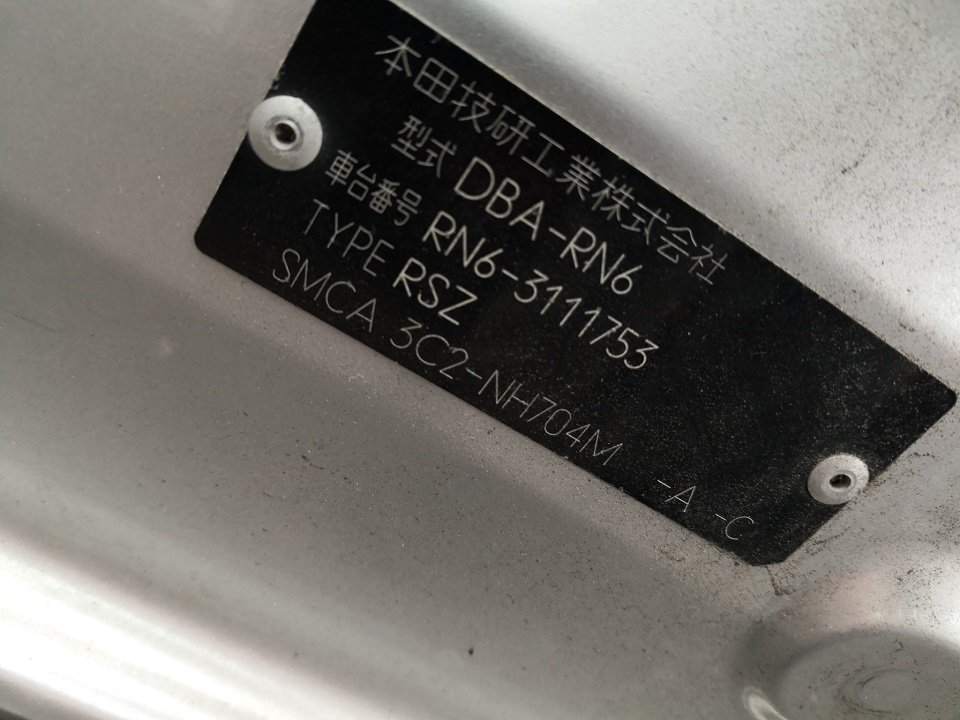 本田技研工業株式会社
型式 DBA-RN6
車台番号 RN6-3111753
TYPE RSZ
SMCA 3C2-NH704M -A -C